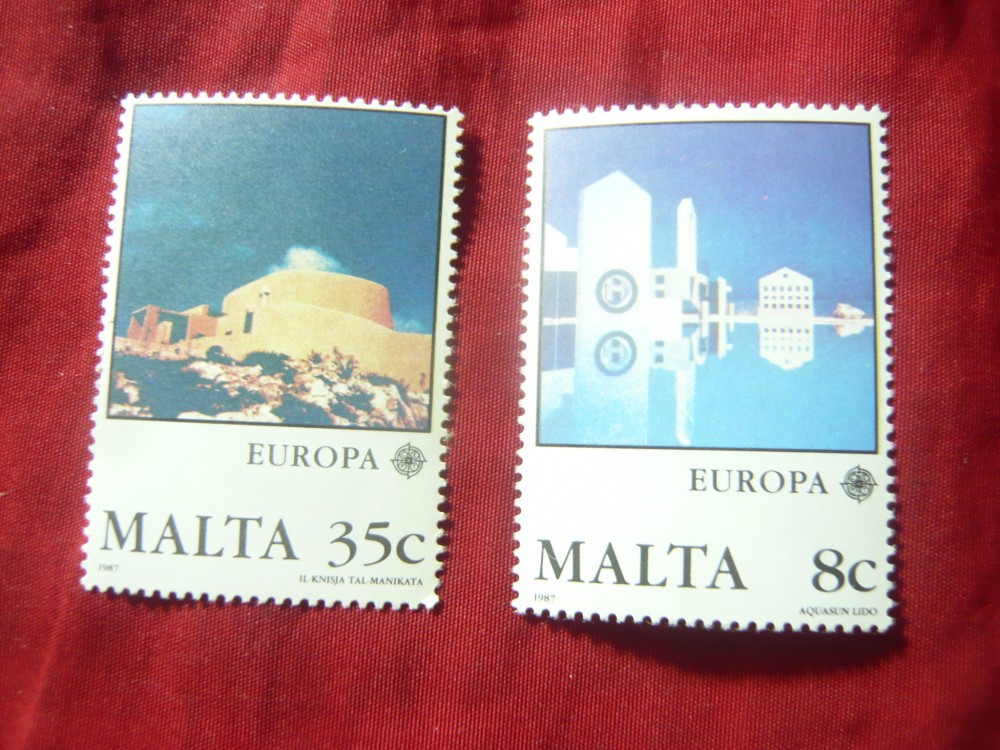 EUROPA
MALTA 35c
1987 IL-KNISJA TAL-MANIKATA
EUROPA
MALTA 8c
1987 AQUASUN LIDO